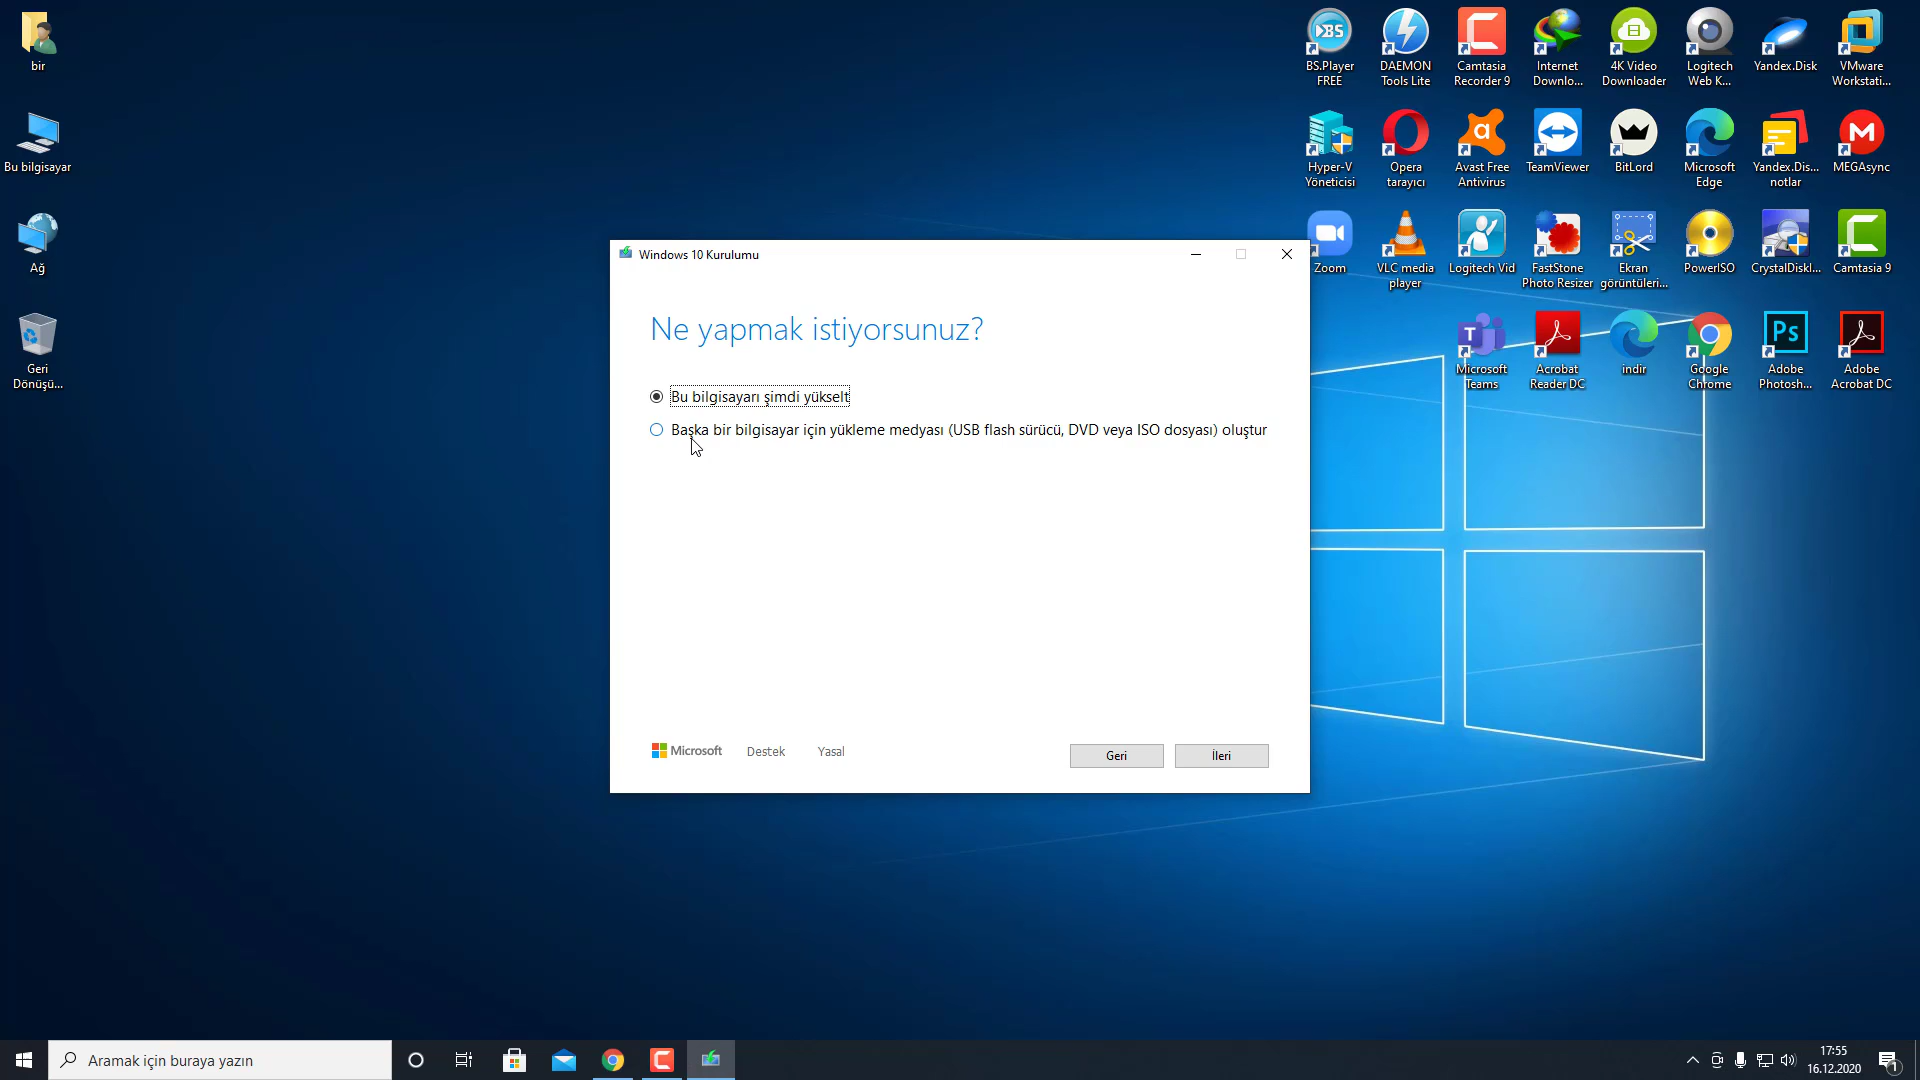 bir
Bu bilgisayar
Ağ
Geri
Dönüşü...
BS.Player
FREE
DAEMON
Tools Lite
Camtasia
Recorder 9
Internet
Downlo...
4K Video
Downloader
Logitech
Web K...
Yandex.Disk
VMware
Workstati...
Hyper-V
Yöneticisi
Opera
tarayıcı
Avast Free
Antivirus
TeamViewer
BitLord
Microsoft
Edge
Yandex.Dis...
notlar
MEGAsync
Zoom
VLC media
player
Logitech Vid
FastStone
Photo Resizer
Ekran
görüntüleri...
PowerISO
CrystalDiskI...
Camtasia 9
Microsoft
Teams
Acrobat
Reader DC
indir
Google
Chrome
Adobe
Photosh...
Adobe
Acrobat DC
Windows 10 Kurulumu
Ne yapmak istiyorsunuz?
Bu bilgisayarı şimdi yükselt
Başka bir bilgisayar için yükleme medyası (USB flash sürücü, DVD veya ISO dosyası) oluştur
Microsoft
Destek
Yasal
Geri
İleri
Aramak için buraya yazın
17:55
16.12.2020
1